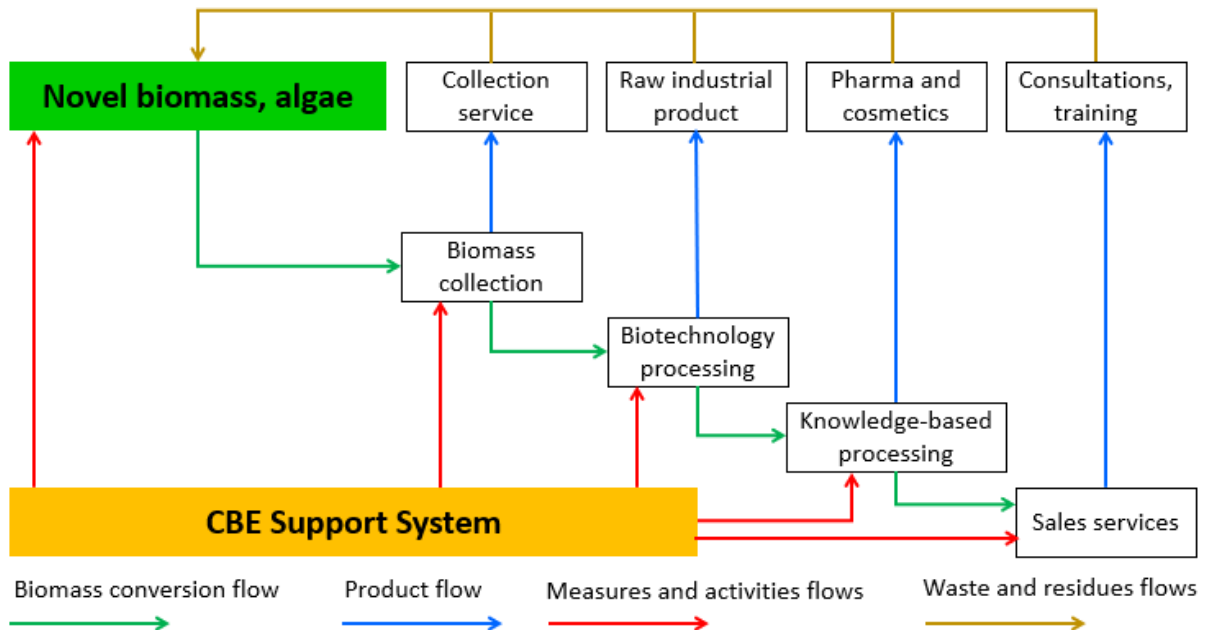 Novel biomass, algae
Collection
service
Raw industrial
product
Pharma and
cosmetics
Consultations,
training
Biomass
collection
Biotechnology
processing
Knowledge-based
processing
CBE Support System
Sales services
Biomass conversion flow
Product flow
Measures and activities flows
Waste and residues flows